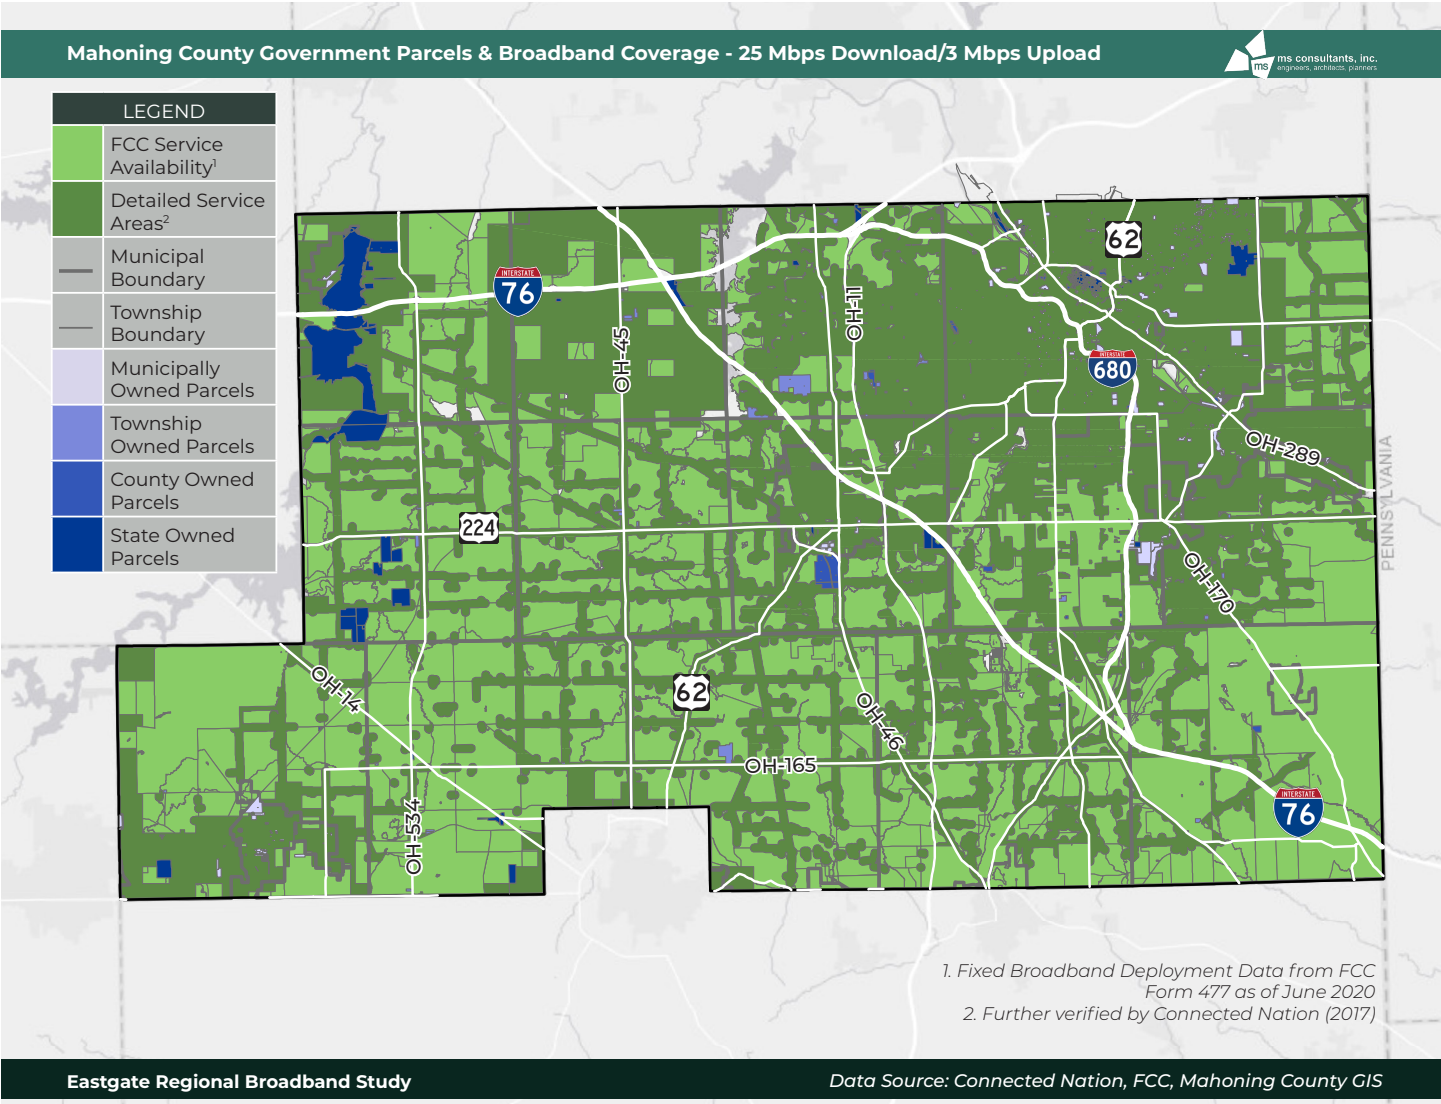 Mahoning County Government Parcels & Broadband Coverage - 25 Mbps Download/3 Mbps Upload
ms
ms consultants, inc.
engineers, architects, planners
LEGEND
FCC Service
Availability¹
Detailed Service
Areas²
Municipal
Boundary
Township
Boundary
Municipally
Owned Parcels
Township
Owned Parcels
County Owned
Parcels
State Owned
Parcels
62
INTERSTATE
76
OH-11
OH-45
INTERSTATE
680
OH-289
PENNSYLVANIA
224
OH-170
OH-14
62
OH-46
OH-165
OH-534
INTERSTATE
76
1. Fixed Broadband Deployment Data from FCC
Form 477 as of June 2020
2. Further verified by Connected Nation (2017)
Eastgate Regional Broadband Study
Data Source: Connected Nation, FCC, Mahoning County GIS